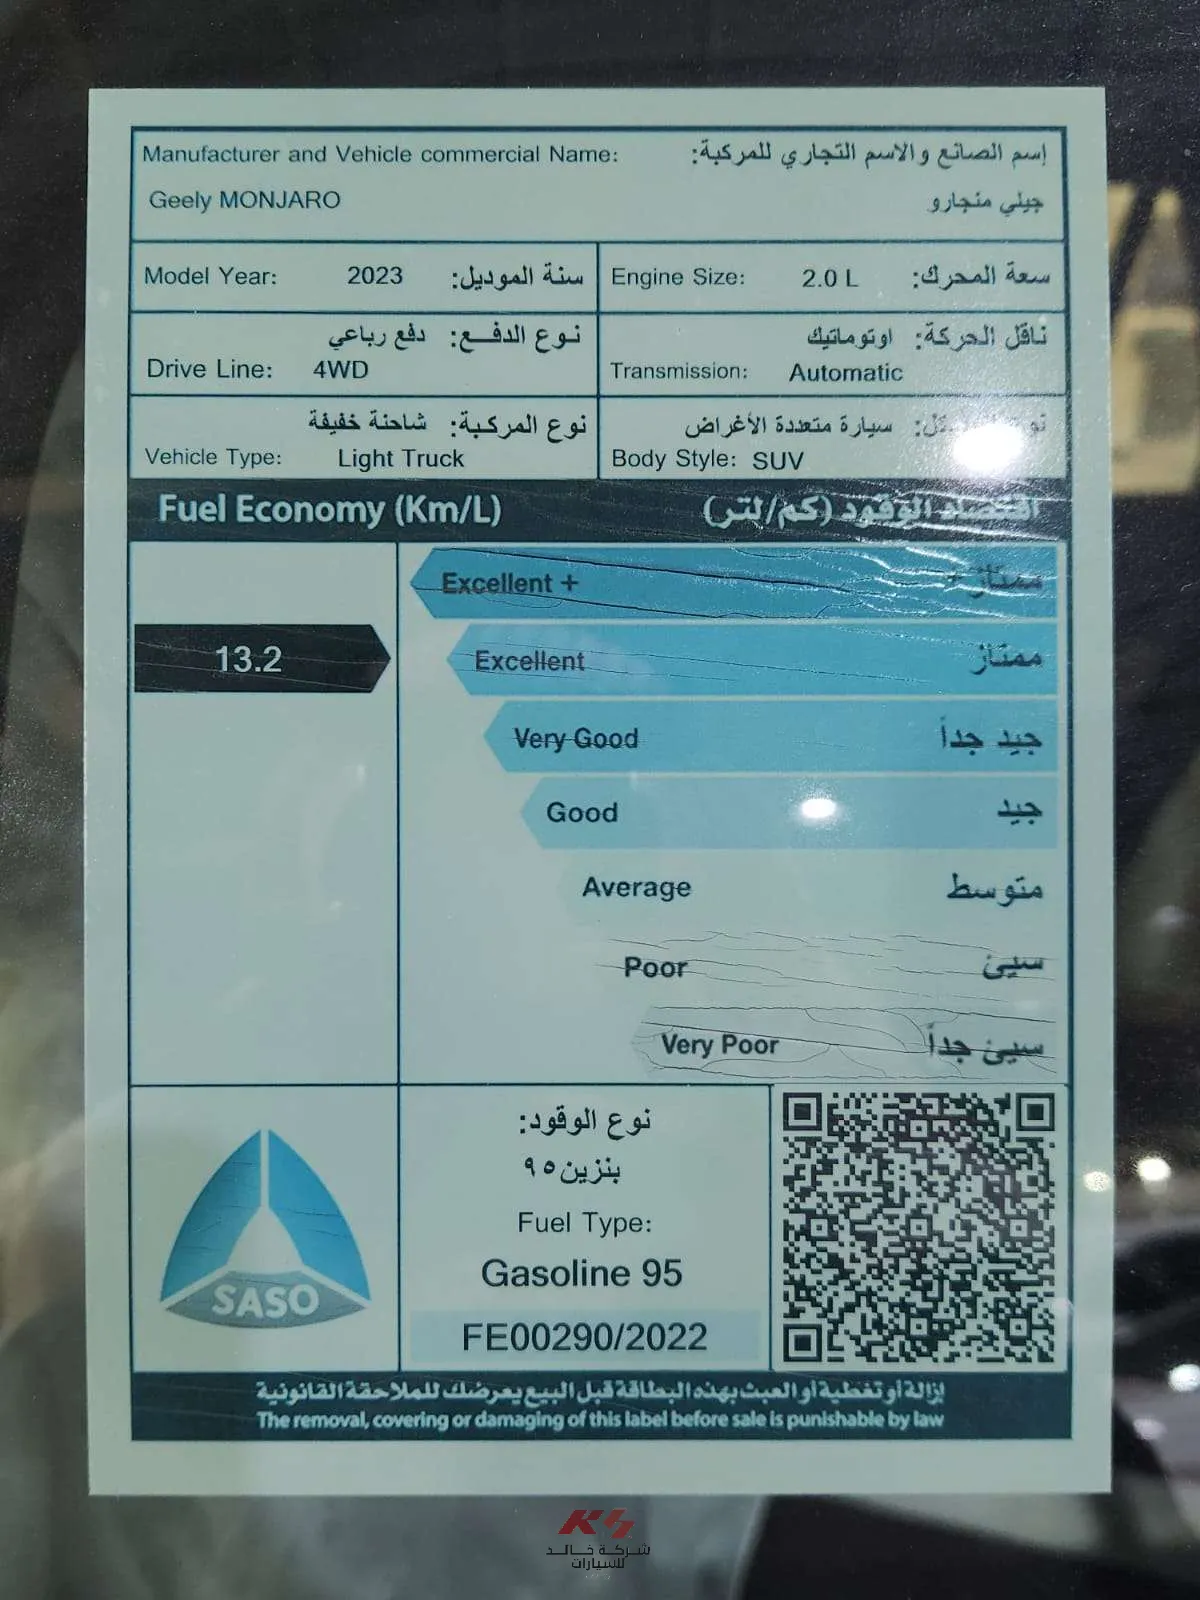 Manufacturer and Vehicle commercial Name: إسم الصانع والاسم التجاري للمركبة:
Geely MONJARO جيلي منجارو
Model Year: 2023 سنة الموديل:
Engine Size: 2.0 L سعة المحرك:
نوع الدفع: دفع رباعي
Drive Line: 4WD
ناقل الحركة: اوتوماتيك
Transmission: Automatic
نوع المركبة: شاحنة خفيفة
Vehicle Type: Light Truck
سيارة متعددة الأغراض
Body Style: SUV
Fuel Economy (Km/L) اقتصاد الوقود (كم/لتر)
Excellent + ممتاز +
13.2
Excellent ممتاز
Very Good جيد جداً
Good جيد
Average متوسط
Poor سيئ
Very Poor سيئ جداً
SASO
نوع الوقود:
بنزين ٩٥
Fuel Type:
Gasoline 95
FE00290/2022
إزالة أو تغطية أو العبث بهذه البطاقة قبل البيع يعرضك للملاحقة القانونية
The removal, covering or damaging of this label before sale is punishable by law
KS
شركة خالد
للسيارات